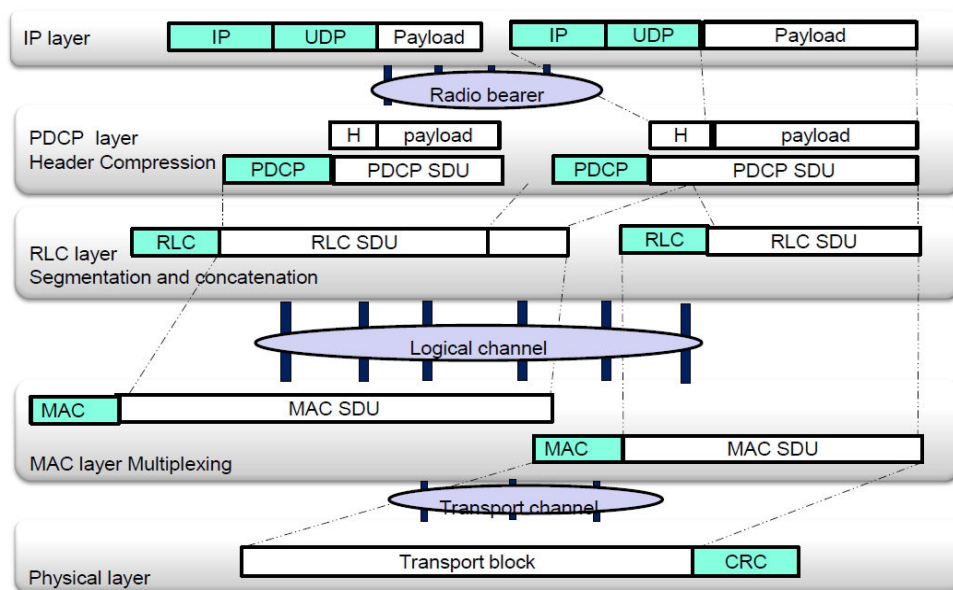 IP layer
IP UDP Payload
IP UDP Payload
Radio bearer
PDCP layer
Header Compression
H payload
H payload
PDCP PDCP SDU
PDCP PDCP SDU
RLC layer
Segmentation and concatenation
RLC RLC SDU
RLC RLC SDU
Logical channel
MAC MAC SDU
MAC MAC SDU
MAC layer Multiplexing
Transport channel
Transport block CRC
Physical layer